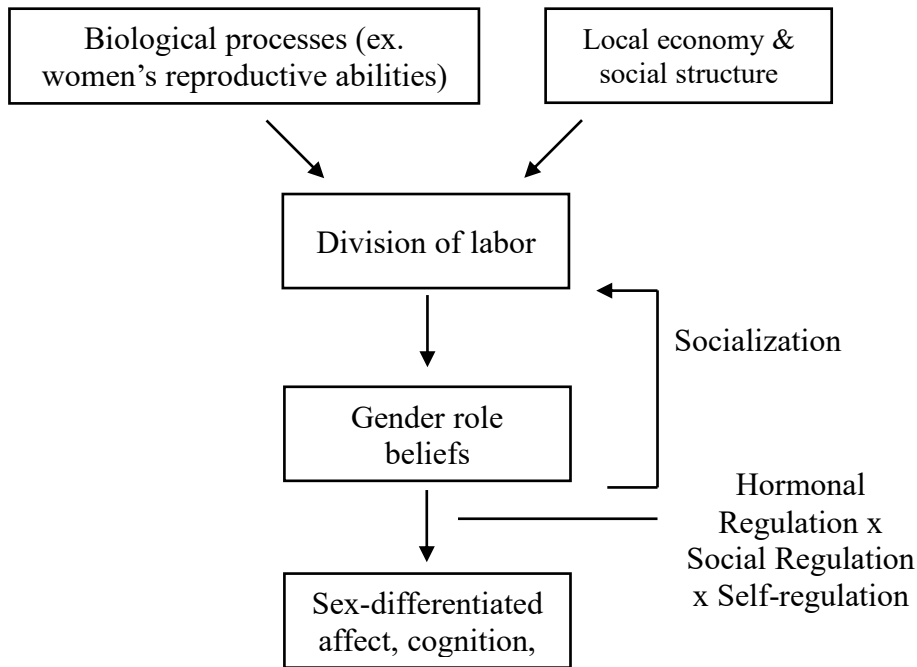 Biological processes (ex.
women’s reproductive abilities)
Local economy &
social structure
Division of labor
Socialization
Gender role
beliefs
Hormonal
Regulation x
Social Regulation
x Self-regulation
Sex-differentiated
affect, cognition,